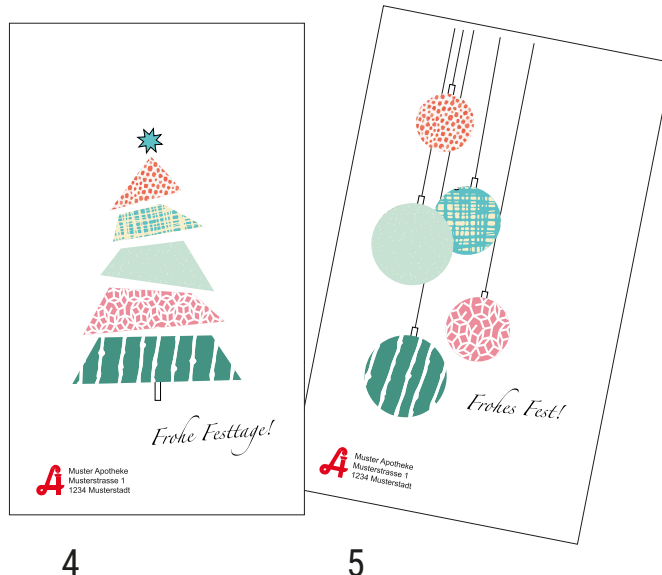 Frohe Festtage!
Muster Apotheke
Musterstrasse 1
1234 Musterstadt
4
Frohes Fest!
Muster Apotheke
Musterstrasse 1
1234 Musterstadt
5